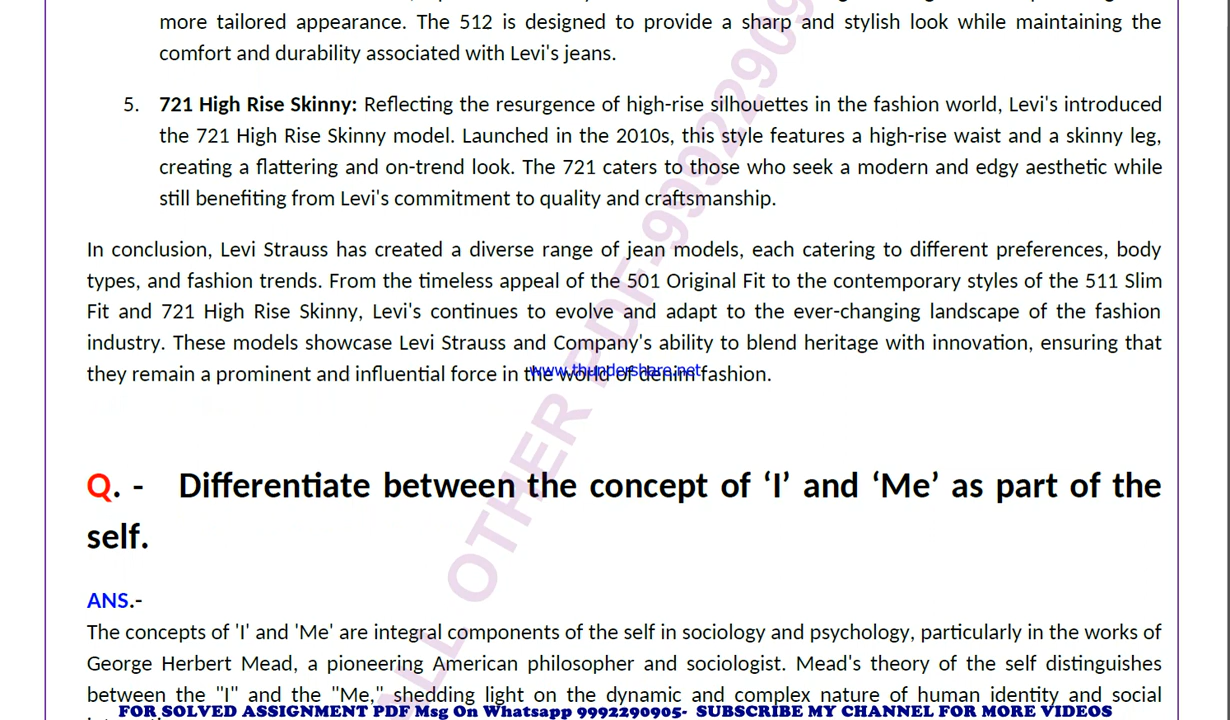 more tailored appearance. The 512 is designed to provide a sharp and stylish look while maintaining the
comfort and durability associated with Levi's jeans.
5. 721 High Rise Skinny: Reflecting the resurgence of high-rise silhouettes in the fashion world, Levi's introduced
the 721 High Rise Skinny model. Launched in the 2010s, this style features a high-rise waist and a skinny leg,
creating a flattering and on-trend look. The 721 caters to those who seek a modern and edgy aesthetic while
still benefiting from Levi's commitment to quality and craftsmanship.
In conclusion, Levi Strauss has created a diverse range of jean models, each catering to different preferences, body
types, and fashion trends. From the timeless appeal of the 501 Original Fit to the contemporary styles of the 511 Slim
Fit and 721 High Rise Skinny, Levi's continues to evolve and adapt to the ever-changing landscape of the fashion
industry. These models showcase Levi Strauss and Company's ability to blend heritage with innovation, ensuring that
they remain a prominent and influential force in the world of denim fashion.
www.thundershare.net
Q. - Differentiate between the concept of ‘I’ and ‘Me’ as part of the
self.
ANS.-
The concepts of 'I' and 'Me' are integral components of the self in sociology and psychology, particularly in the works of
George Herbert Mead, a pioneering American philosopher and sociologist. Mead's theory of the self distinguishes
between the "I" and the "Me," shedding light on the dynamic and complex nature of human identity and social
FOR SOLVED ASSIGNMENT PDF Msg On Whatsapp 9992290905- SUBSCRIBE MY CHANNEL FOR MORE VIDEOS
ALL OTHER PDF-99922909